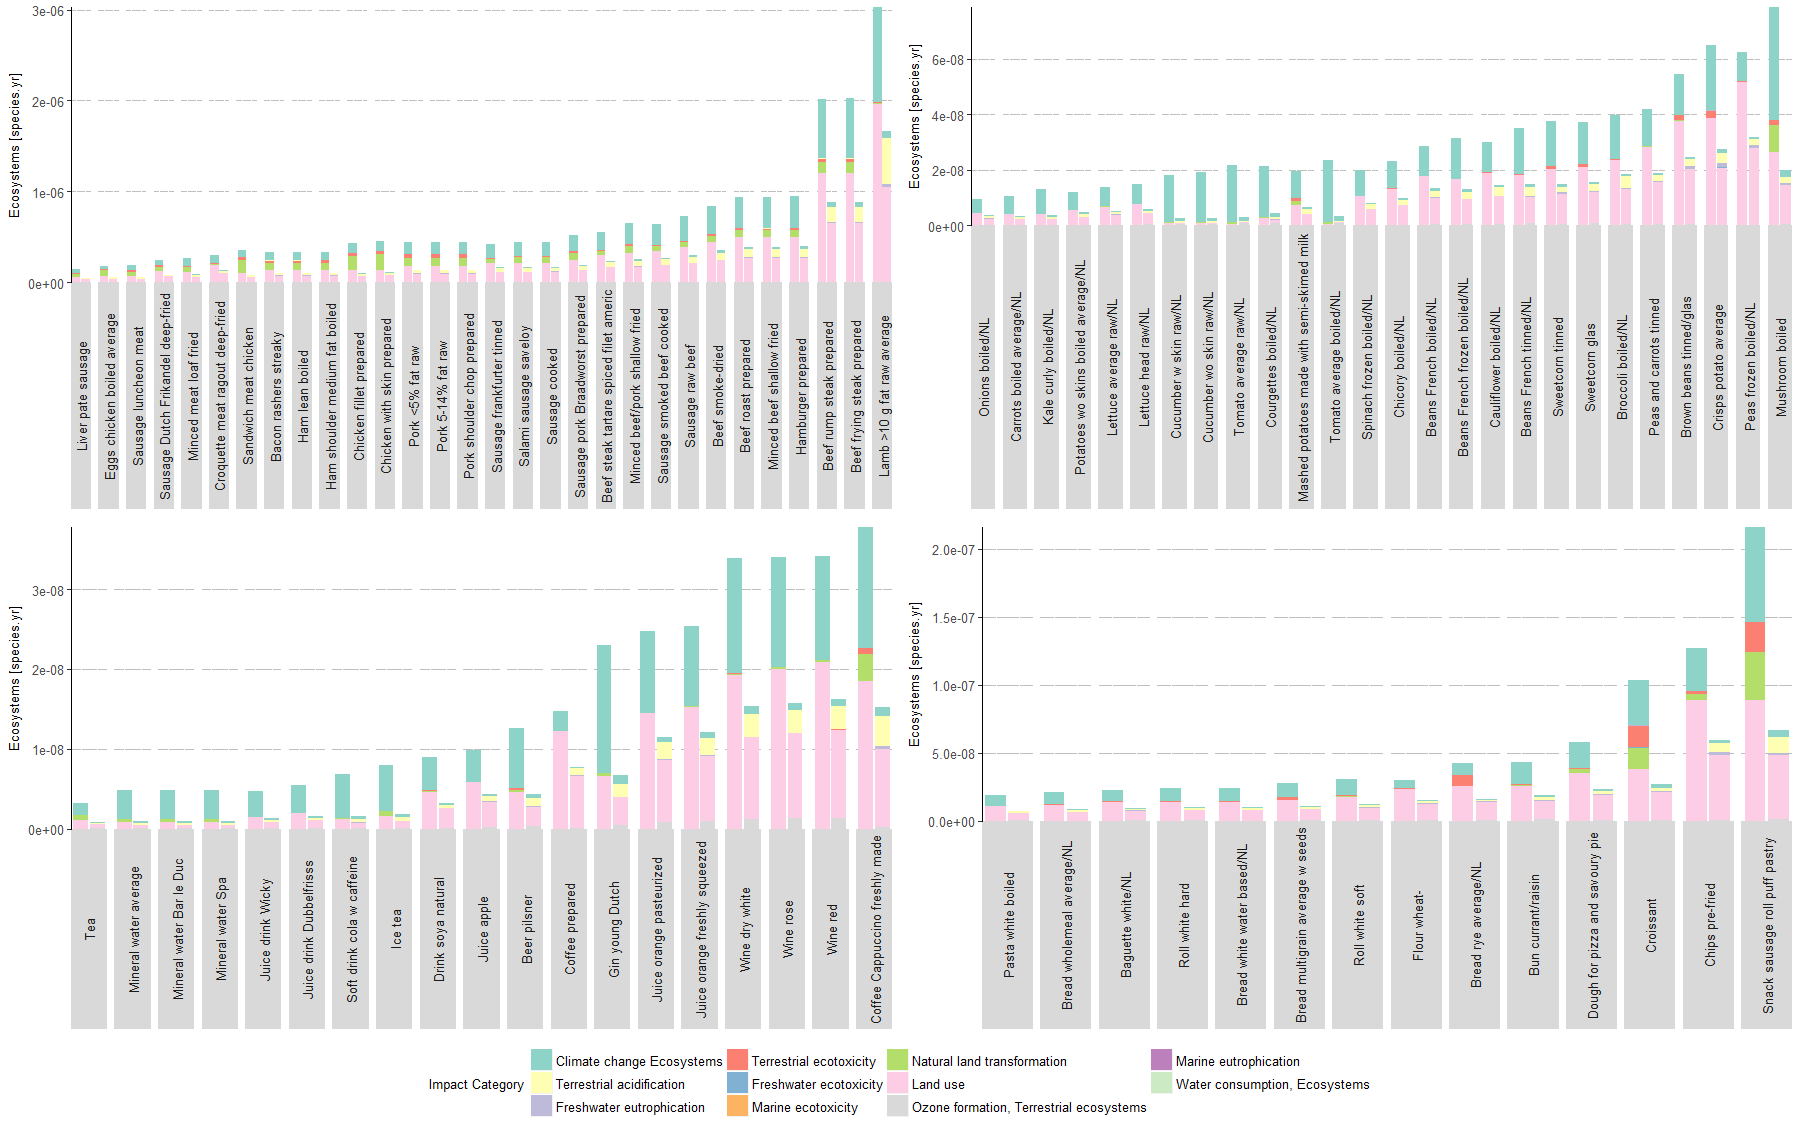 Ecosystems [species.yr]
3e-06
2e-06
1e-06
0e+00
Liver pate sausage
Eggs chicken boiled average
Sausage luncheon meat
Sausage Dutch Frikandel deep-fried
Minced meat loaf fried
Croquette meat ragout deep-fried
Sandwich meat chicken
Bacon rashers streaky
Ham lean boiled
Ham shoulder medium fat boiled
Chicken fillet prepared
Chicken with skin prepared
Pork <5% fat raw
Pork 5-14% fat raw
Pork shoulder chop prepared
Sausage frankfurter tinned
Salami sausage saveloy
Sausage cooked
Sausage pork Braadworst prepared
Beef steak tartare spiced filet americ
Minced beef/pork shallow fried
Sausage smoked beef cooked
Sausage raw beef
Beef smoke-dried
Beef roast prepared
Minced beef shallow fried
Hamburger prepared
Beef rump steak prepared
Beef frying steak prepared
Lamb >10 g fat raw average
Ecosystems [species.yr]
6e-08
4e-08
2e-08
0e+00
Onions boiled/NL
Carrots boiled average/NL
Kale curly boiled/NL
Potatoes wo skins boiled average/NL
Lettuce average raw/NL
Lettuce head raw/NL
Cucumber w skin raw/NL
Cucumber wo skin raw/NL
Tomato average raw/NL
Courgettes boiled/NL
Mashed potatoes made with semi-skimmed milk
Tomato average boiled/NL
Spinach frozen boiled/NL
Chicory boiled/NL
Beans French boiled/NL
Beans French frozen boiled/NL
Cauliflower boiled/NL
Beans French tinned/NL
Sweetcorn tinned
Sweetcorn glas
Broccoli boiled/NL
Peas and carrots tinned
Brown beans tinned/glas
Crisps potato average
Peas frozen boiled/NL
Mushroom boiled
Ecosystems [species.yr]
3e-08
2e-08
1e-08
0e+00
Tea
Mineral water average
Mineral water Bar le Duc
Mineral water Spa
Juice drink Wicky
Juice drink Dubbelfrisss
Soft drink cola w caffeine
Ice tea
Drink soya natural
Juice apple
Beer pilsner
Coffee prepared
Gin young Dutch
Juice orange pasteurized
Juice orange freshly squeezed
Wine dry white
Wine rose
Wine red
Coffee Cappuccino freshly made
Ecosystems [species.yr]
2.0e-07
1.5e-07
1.0e-07
5.0e-08
0.0e+00
Pasta white boiled
Bread wholemeal average/NL
Baguette white/NL
Roll white hard
Bread white water based/NL
Bread multigrain average w seeds
Roll white soft
Flour wheat-
Bread rye average/NL
Bun currant/raisin
Dough for pizza and savoury pie
Croissant
Chips pre-fried
Snack sausage roll puff pastry
Impact Category
Climate change Ecosystems
Terrestrial acidification
Freshwater eutrophication
Terrestrial ecotoxicity
Freshwater ecotoxicity
Marine ecotoxicity
Natural land transformation
Land use
Ozone formation, Terrestrial ecosystems
Marine eutrophication
Water consumption, Ecosystems